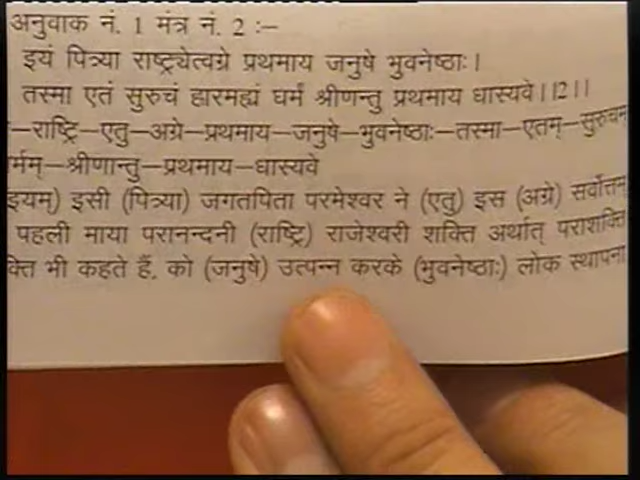 अनुवाक नं. 1 मंत्र नं. 2 :–
इयं पित्र्या राष्ट्र्येत्वग्रे प्रथमाय जनुषे भुवनेष्ठाः।
तस्मा एतं सुरुचं ह्वारमह्यं घर्मं श्रीणन्तु प्रथमाय धास्यवे।।2।।
–राष्ट्रि–एतु–अग्रे–प्रथमाय–जनुषे–भुवनेष्ठाः–तस्मा–एतम्–सुरुचम्
र्मम्–श्रीणान्तु–प्रथमाय–धास्यवे
इयम्) इसी (पित्र्या) जगतपिता परमेश्वर ने (एतु) इस (अग्रे) सर्वोत्तम्
पहली माया परानन्दनी (राष्ट्रि) राजेश्वरी शक्ति अर्थात् पराशक्ति
क्ति भी कहते हैं, को (जनुषे) उत्पन्न करके (भुवनेष्ठाः) लोक स्थापना